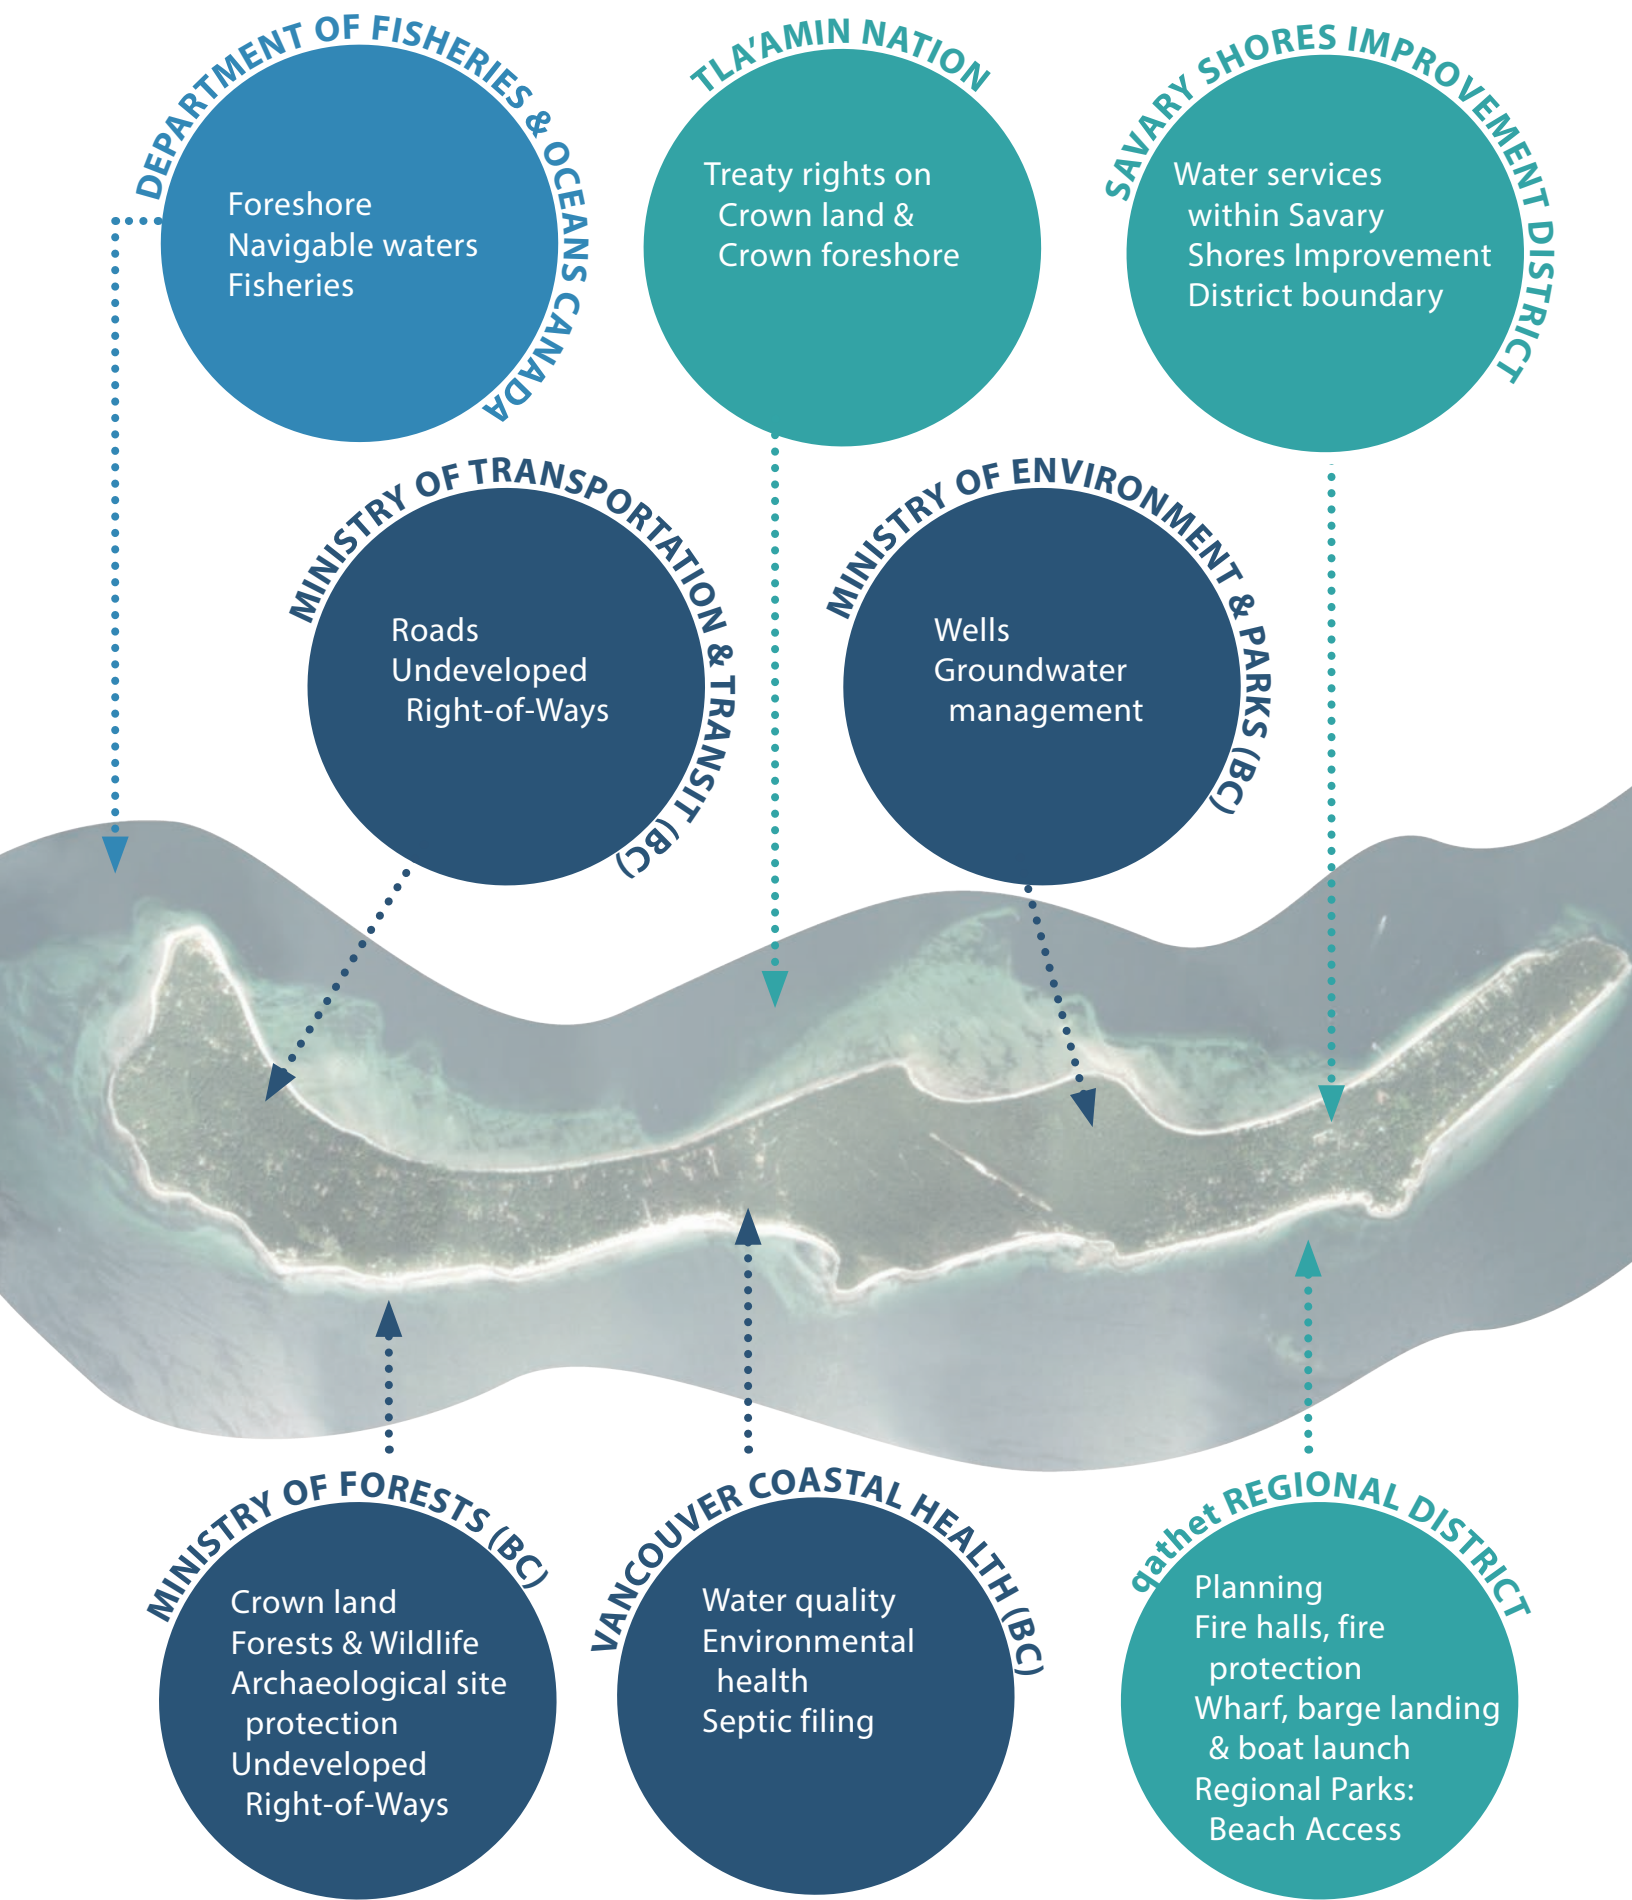 DEPARTMENT OF FISHERIES & OCEANS CANADA
Foreshore
Navigable waters
Fisheries
TLA’AMIN NATION
Treaty rights on
Crown land &
Crown foreshore
SAVARY SHORES IMPROVEMENT DISTRICT
Water services
within Savary
Shores Improvement
District boundary
MINISTRY OF TRANSPORTATION & TRANSIT (BC)
Roads
Undeveloped
Right-of-Ways
MINISTRY OF ENVIRONMENT & PARKS (BC)
Wells
Groundwater
management
MINISTRY OF FORESTS (BC)
Crown land
Forests & Wildlife
Archaeological site
protection
Undeveloped
Right-of-Ways
VANCOUVER COASTAL HEALTH (BC)
Water quality
Environmental
health
Septic filing
qathet REGIONAL DISTRICT
Planning
Fire halls, fire
protection
Wharf, barge landing
& boat launch
Regional Parks:
Beach Access